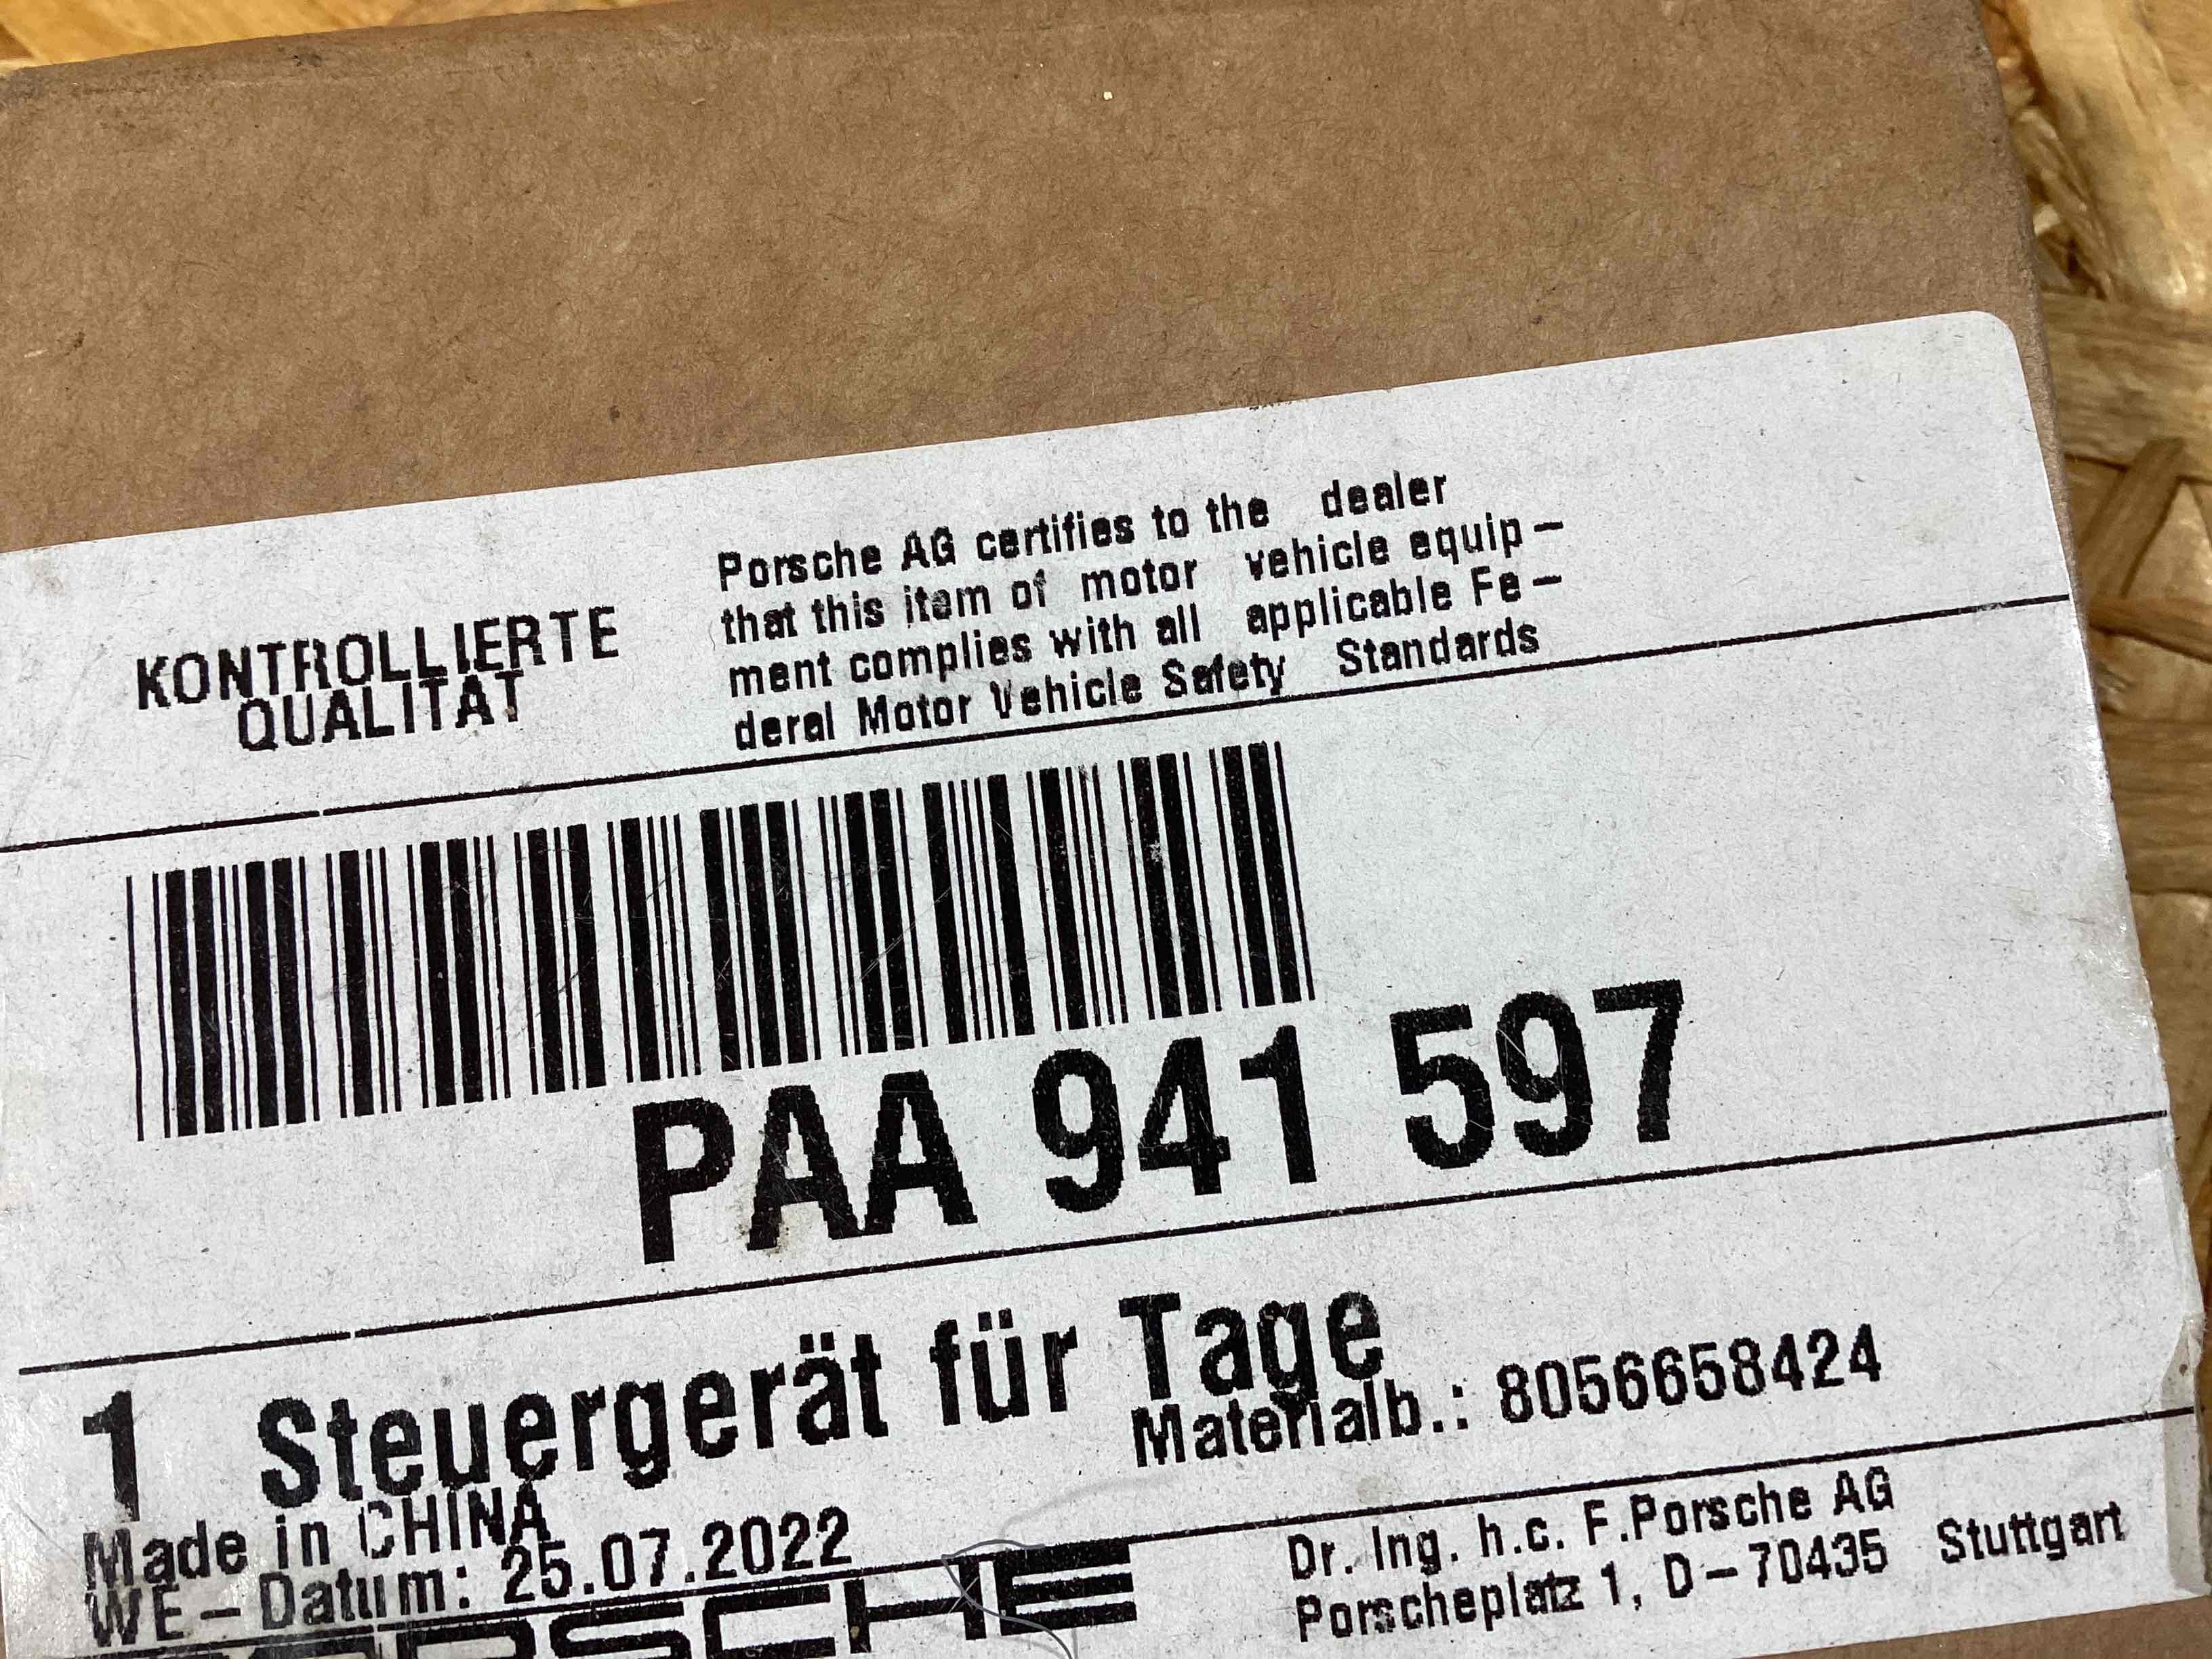 KONTROLLIERTE
QUALITÄT
Porsche AG certifies to the dealer
that this item of motor vehicle equip –
ment complies with all applicable Fe –
deral Motor Vehicle Safety Standards
PAA 941 597
1 Steuergerät für Tage
Materialb.: 8056658424
Made in CHINA
WE – Datum: 25.07.2022
PORSCHE
Dr. Ing. h.c. F.Porsche AG
Porscheplatz 1, D – 70435 Stuttgart